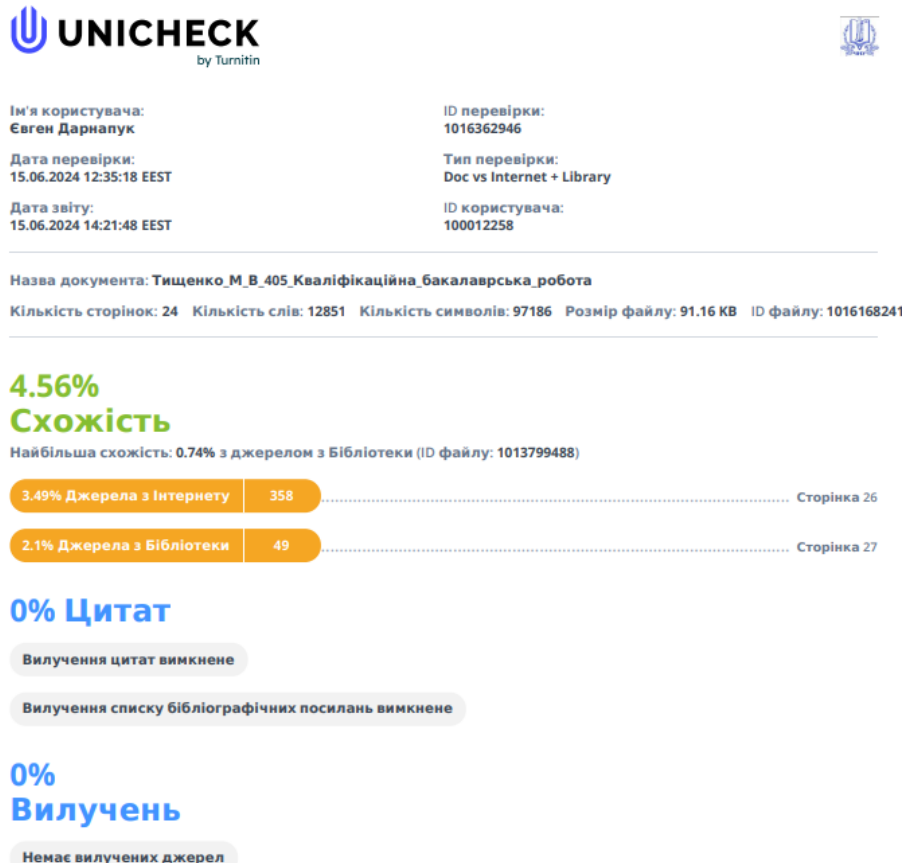 UNICHECK
by Turnitin
Ім'я користувача:
Євген Дарнапук
ID перевірки:
1016362946
Дата перевірки:
15.06.2024 12:35:18 EEST
Тип перевірки:
Doc vs Internet + Library
Дата звіту:
15.06.2024 14:21:48 EEST
ID користувача:
100012258
Назва документа: Тищенко_М_В_405_Кваліфікаційна_бакалаврська_робота
Кількість сторінок: 24 Кількість слів: 12851 Кількість символів: 97186 Розмір файлу: 91.16 KB ID файлу: 1016168241
4.56%
Схожість
Найбільша схожість: 0.74% з джерелом з Бібліотеки (ID файлу: 1013799488)
3.49% Джерела з Інтернету 358 Сторінка 26
2.1% Джерела з Бібліотеки 49 Сторінка 27
0% Цитат
Вилучення цитат вимкнене
Вилучення списку бібліографічних посилань вимкнене
0%
Вилучень
Немає вилучених джерел